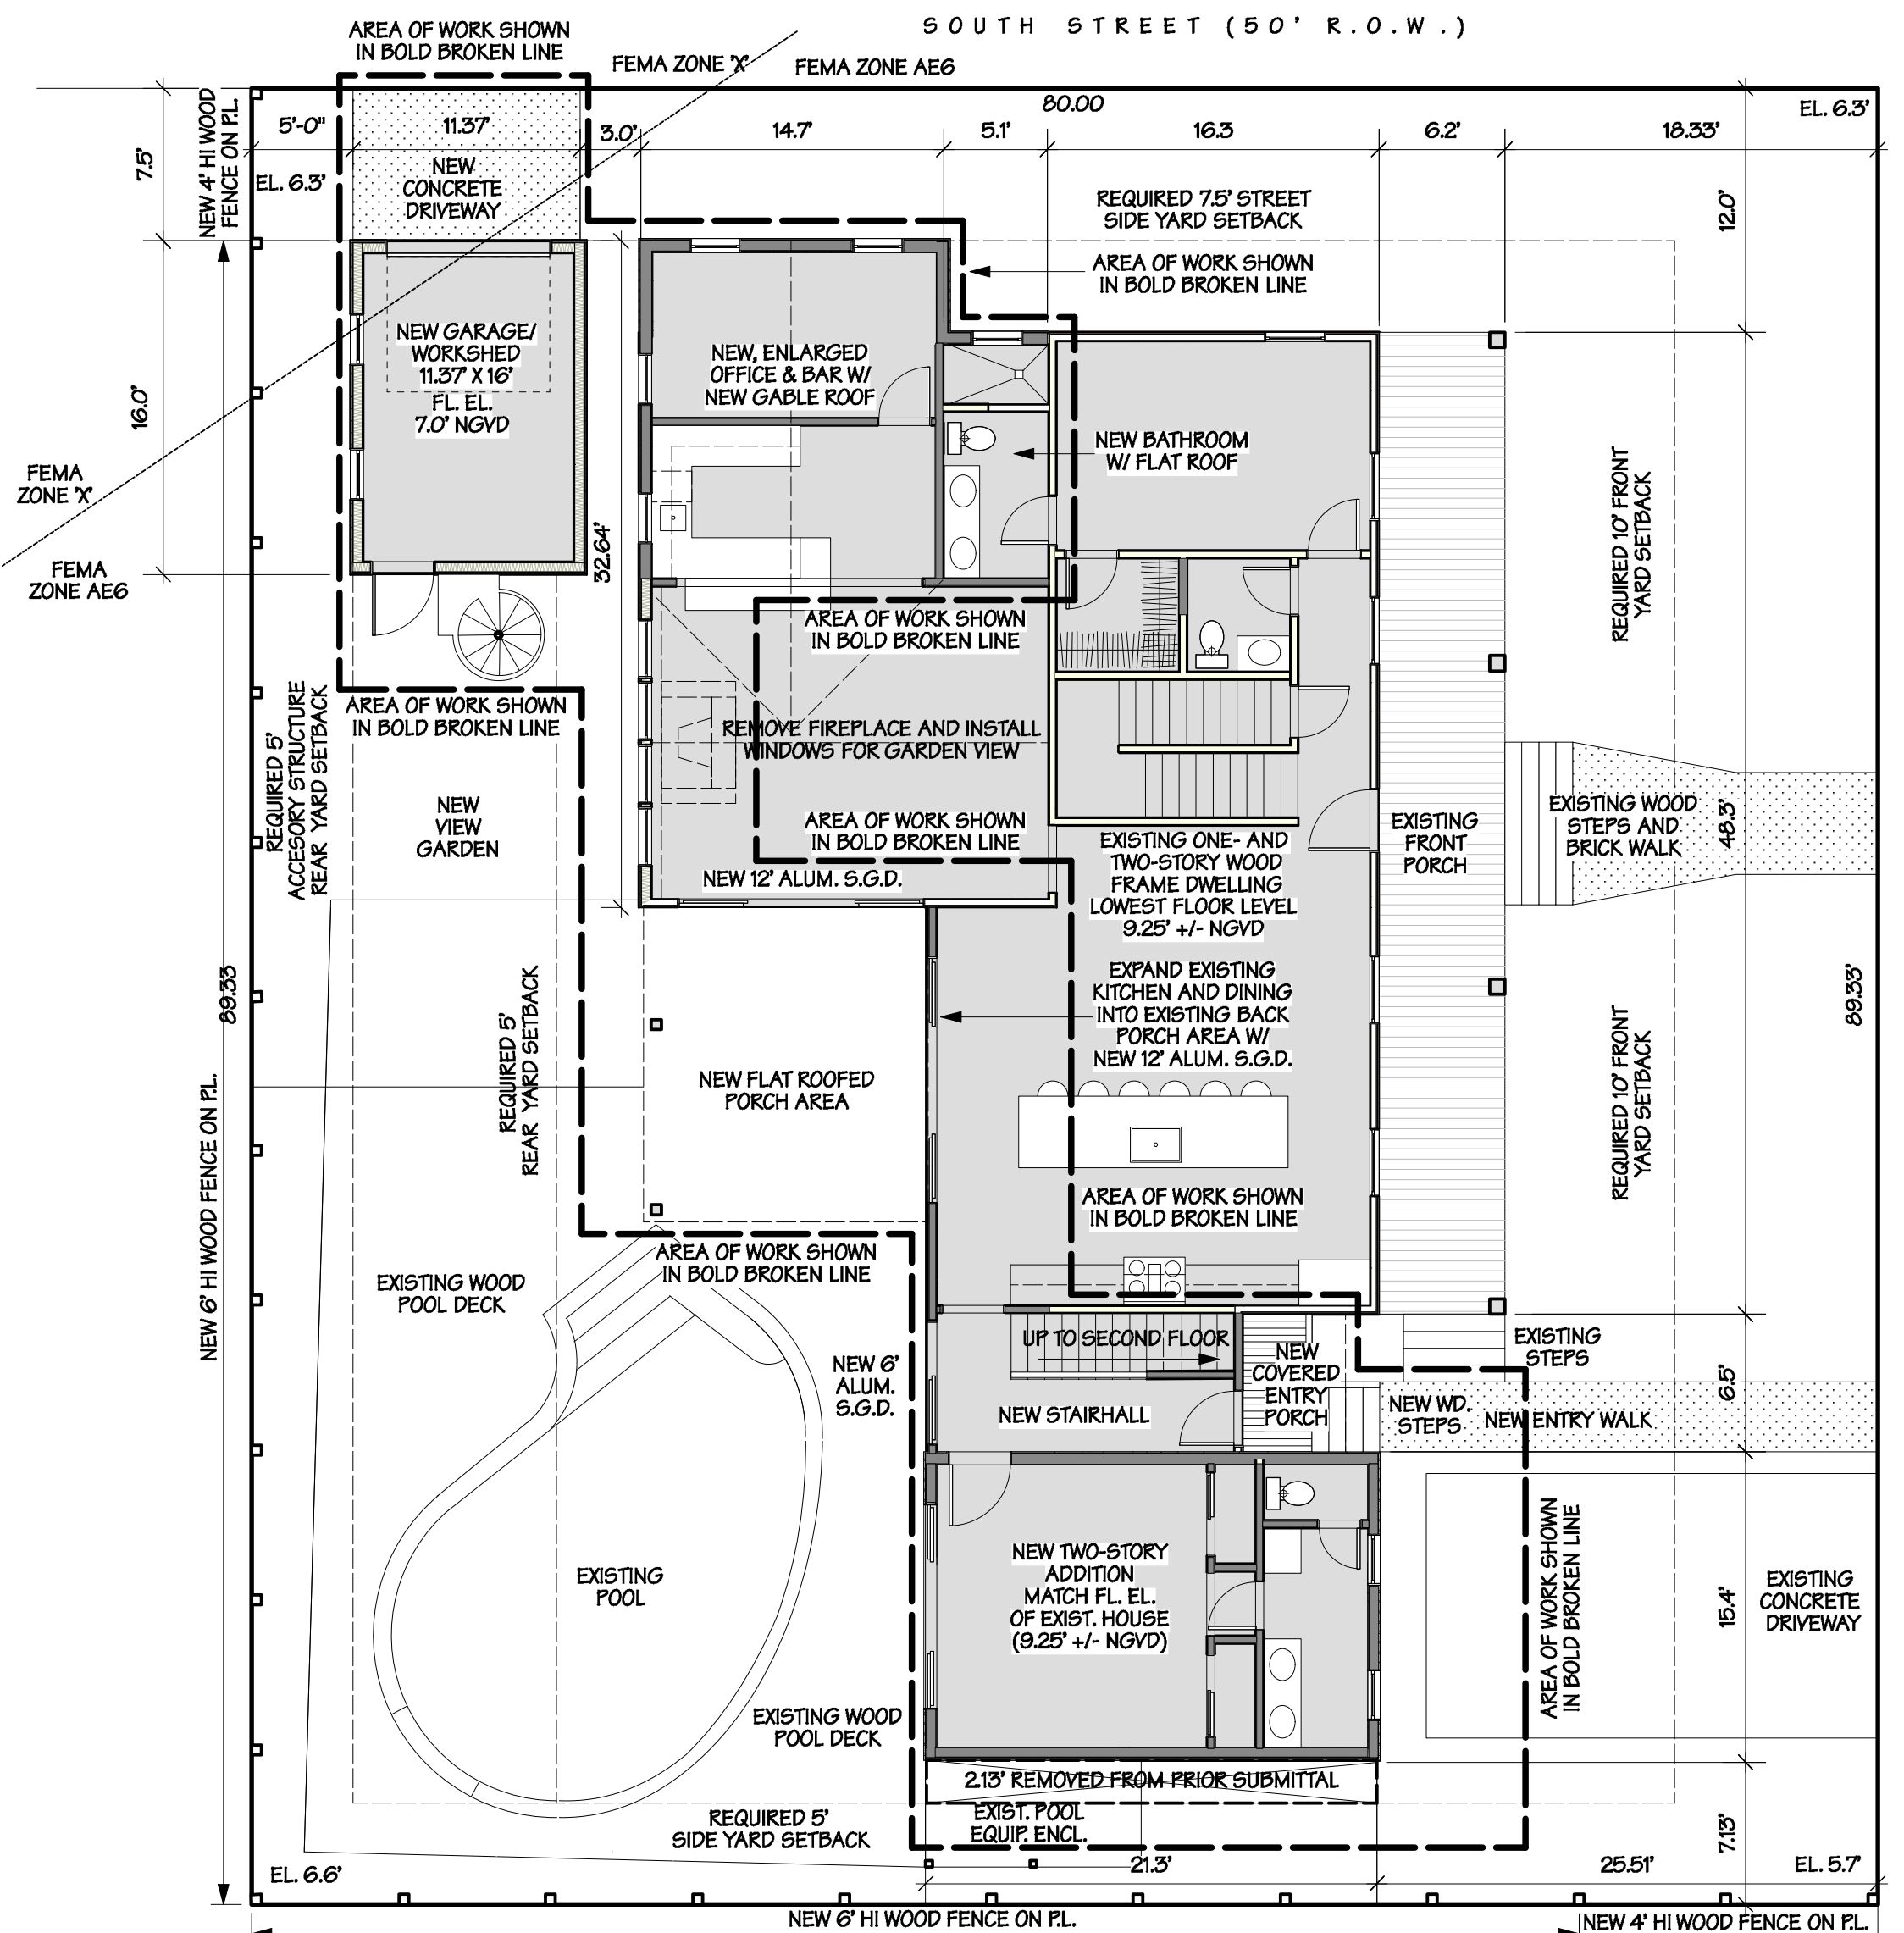 SOUTH STREET (50' R.O.W.)
AREA OF WORK SHOWN
IN BOLD BROKEN LINE
FEMA ZONE 'X'
FEMA ZONE AE6
80.00
EL. 6.3'
NEW 4' HI WOOD
FENCE ON P.L.
5'-0"
11.37'
3.0'
14.7'
5.1'
16.3
6.2'
18.33'
7.5'
EL. 6.3'
NEW
CONCRETE
DRIVEWAY
REQUIRED 7.5' STREET
SIDE YARD SETBACK
12.0'
AREA OF WORK SHOWN
IN BOLD BROKEN LINE
NEW GARAGE/
WORKSHED
11.37' X 16'
FL. EL.
7.0' NGVD
16.0'
NEW, ENLARGED
OFFICE & BAR W/
NEW GABLE ROOF
NEW BATHROOM
W/ FLAT ROOF
FEMA
ZONE 'X'
FEMA
ZONE AE6
32.64'
REQUIRED 10' FRONT
YARD SETBACK
AREA OF WORK SHOWN
IN BOLD BROKEN LINE
AREA OF WORK SHOWN
IN BOLD BROKEN LINE
REMOVE FIREPLACE AND INSTALL
WINDOWS FOR GARDEN VIEW
REQUIRED 5'
ACCESORY STRUCTURE
REAR YARD SETBACK
NEW
VIEW
GARDEN
AREA OF WORK SHOWN
IN BOLD BROKEN LINE
NEW 12' ALUM. S.G.D.
EXISTING ONE- AND
TWO-STORY WOOD
FRAME DWELLING
LOWEST FLOOR LEVEL
9.25' +/- NGVD
EXISTING
FRONT
PORCH
EXISTING WOOD
STEPS AND
BRICK WALK
48.3'
EXPAND EXISTING
KITCHEN AND DINING
INTO EXISTING BACK
PORCH AREA W/
NEW 12' ALUM. S.G.D.
89.33
89.33'
REQUIRED 5'
REAR YARD SETBACK
NEW FLAT ROOFED
PORCH AREA
REQUIRED 10' FRONT
YARD SETBACK
NEW 6' HI WOOD FENCE ON P.L.
AREA OF WORK SHOWN
IN BOLD BROKEN LINE
AREA OF WORK SHOWN
IN BOLD BROKEN LINE
EXISTING WOOD
POOL DECK
UP TO SECOND FLOOR
NEW
COVERED
ENTRY
PORCH
EXISTING
STEPS
NEW 6'
ALUM.
S.G.D.
NEW STAIRHALL
NEW WD.
STEPS
NEW ENTRY WALK
6.5'
EXISTING
POOL
NEW TWO-STORY
ADDITION
MATCH FL. EL.
OF EXIST. HOUSE
(9.25' +/- NGVD)
AREA OF WORK SHOWN
IN BOLD BROKEN LINE
15.4'
EXISTING
CONCRETE
DRIVEWAY
EXISTING WOOD
POOL DECK
2.13' REMOVED FROM PRIOR SUBMITTAL
REQUIRED 5'
SIDE YARD SETBACK
EXIST. POOL
EQUIP. ENCL.
7.13'
EL. 6.6'
21.3'
25.51'
EL. 5.7'
NEW 6' HI WOOD FENCE ON P.L.
NEW 4' HI WOOD FENCE ON P.L.